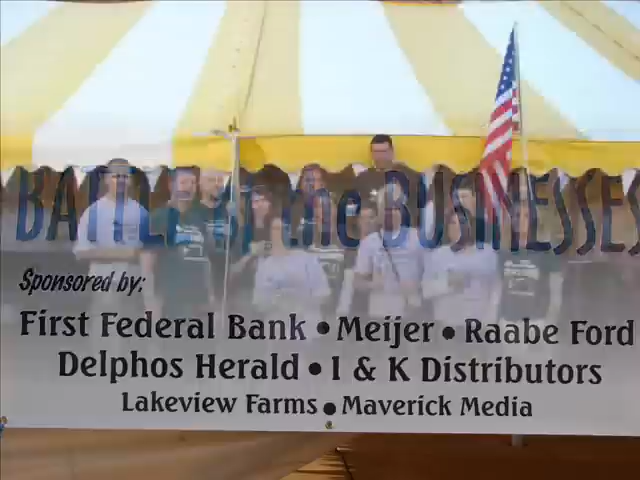 BATTLE of the BUSINESSES
Sponsored by:
First Federal Bank • Meijer • Raabe Ford
Delphos Herald • I & K Distributors
Lakeview Farms • Maverick Media